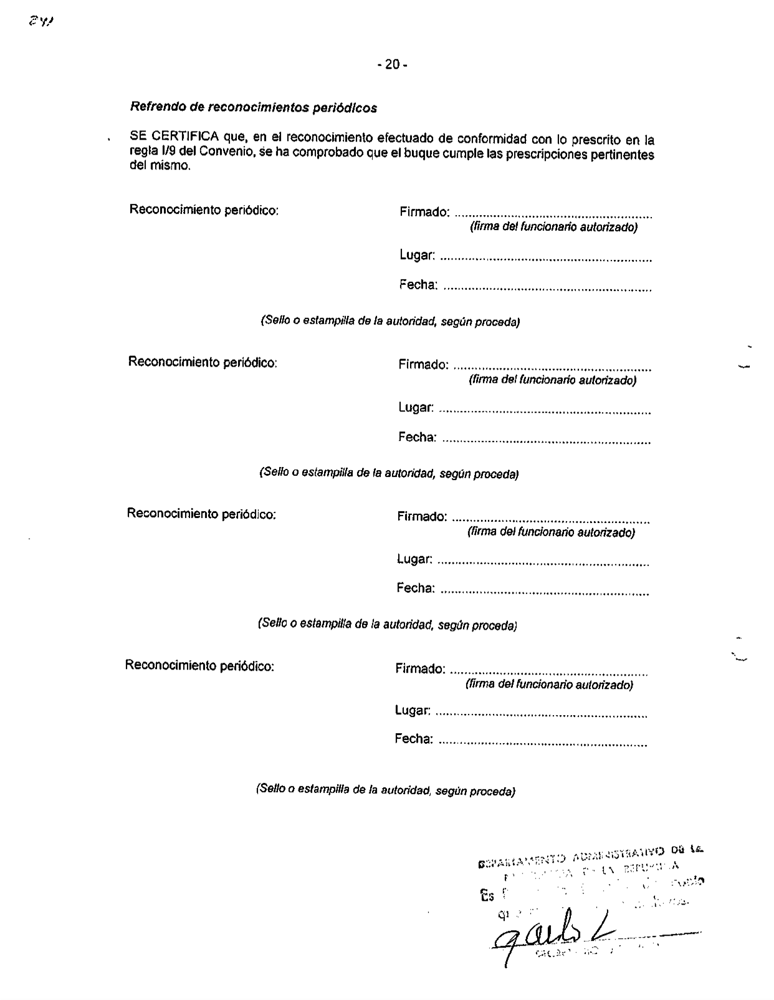 241
- 20 -
Refrendo de reconocimientos periódicos
SE CERTIFICA que, en el reconocimiento efectuado de conformidad con lo prescrito en la
regla I/9 del Convenio, se ha comprobado que el buque cumple las prescripciones pertinentes
del mismo.
Reconocimiento periódico: Firmado: ........................................................
(firma del funcionario autorizado)
Lugar: ............................................................
Fecha: ...........................................................
(Sello o estampilla de la autoridad, según proceda)
Reconocimiento periódico: Firmado: ........................................................
(firma del funcionario autorizado)
Lugar: ............................................................
Fecha: ...........................................................
(Sello o estampilla de la autoridad, según proceda)
Reconocimiento periódico: Firmado: ........................................................
(firma del funcionario autorizado)
Lugar: ............................................................
Fecha: ...........................................................
(Sello o estampilla de la autoridad, según proceda)
Reconocimiento periódico: Firmado: ........................................................
(firma del funcionario autorizado)
Lugar: ............................................................
Fecha: ...........................................................
(Sello o estampilla de la autoridad, según proceda)
DEPARTAMENTO ADMINISTRATIVO DE LA
DE LA REPUBLICA
Es